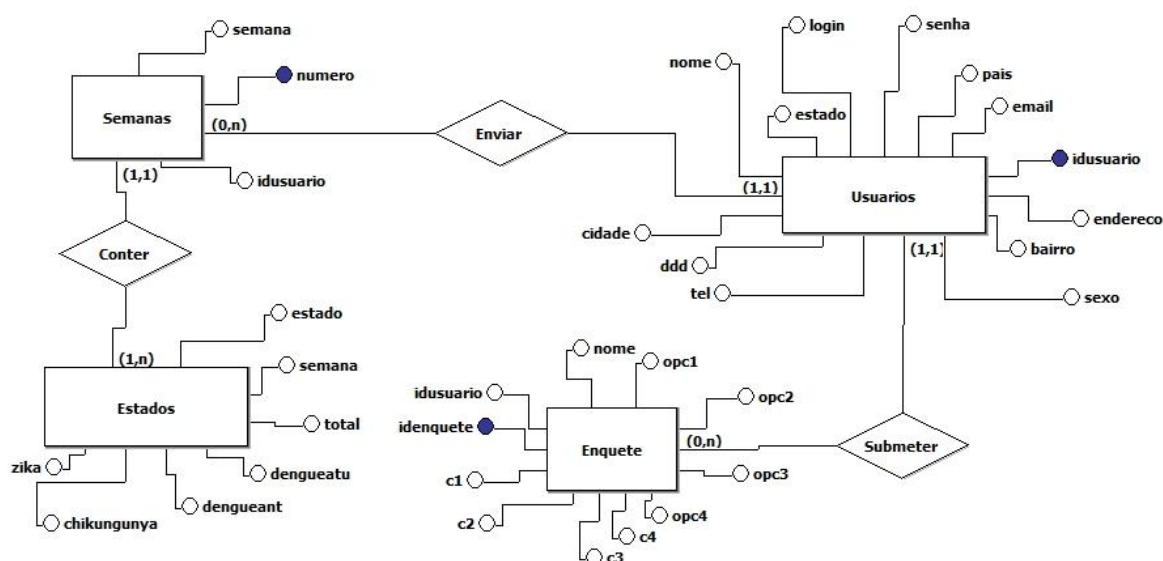 semana
numero
Semanas
(0,n)
(1,1)
idusuario
Enviar
login
senha
nome
pais
estado
email
idusuario
(1,1)
Usuarios
endereco
cidade
(1,1)
bairro
ddd
tel
sexo
Conter
estado
(1,n)
semana
Estados
total
zika
dengueatu
dengueant
chikungunya
nome
opc1
idusuario
opc2
idenquete
Enquete
(0,n)
Submeter
c1
opc3
c2
opc4
c4
c3